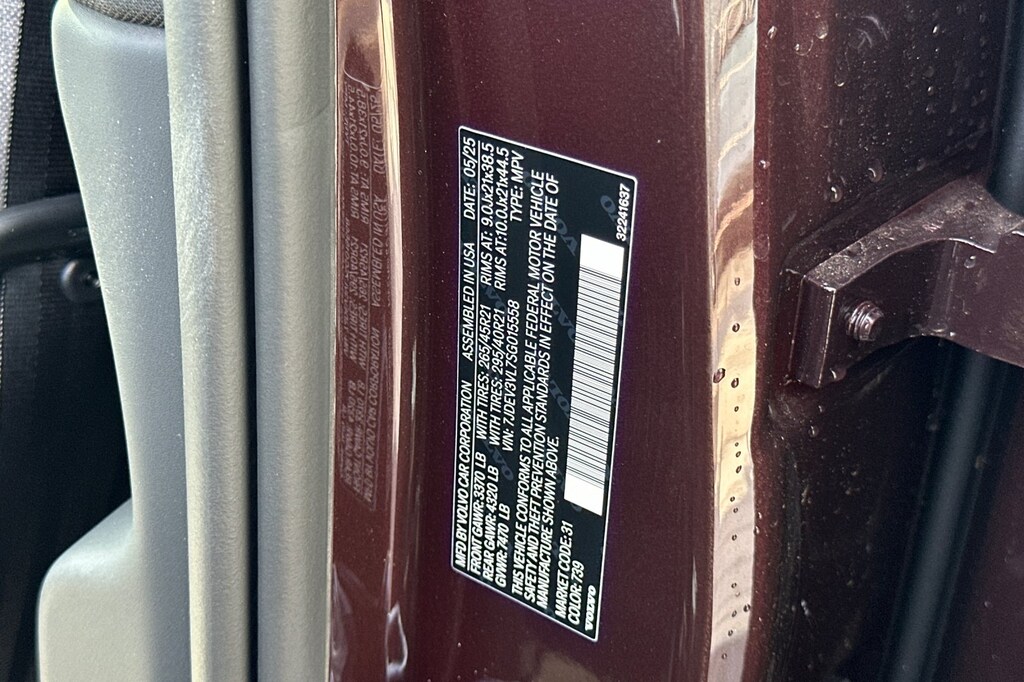 MFD BY VOLVO CAR CORPORATION ASSEMBLED IN USA DATE: 05/25
FRONT GAWR: 3370 LB WITH TIRES: 265/45R21 RIMS AT: 9.0Jx21x38.5
REAR GAWR: 4320 LB WITH TIRES: 295/40R21 RIMS AT: 10.0Jx21x44.5
GVWR: 7470 LB VIN: 7JDEV3VL7SG015558 TYPE: MPV
THIS VEHICLE CONFORMS TO ALL APPLICABLE FEDERAL MOTOR VEHICLE
SAFETY AND THEFT PREVENTION STANDARDS IN EFFECT ON THE DATE OF
MANUFACTURE SHOWN ABOVE.
MARKET CODE: 31
COLOR: 739
VOLVO
32241637